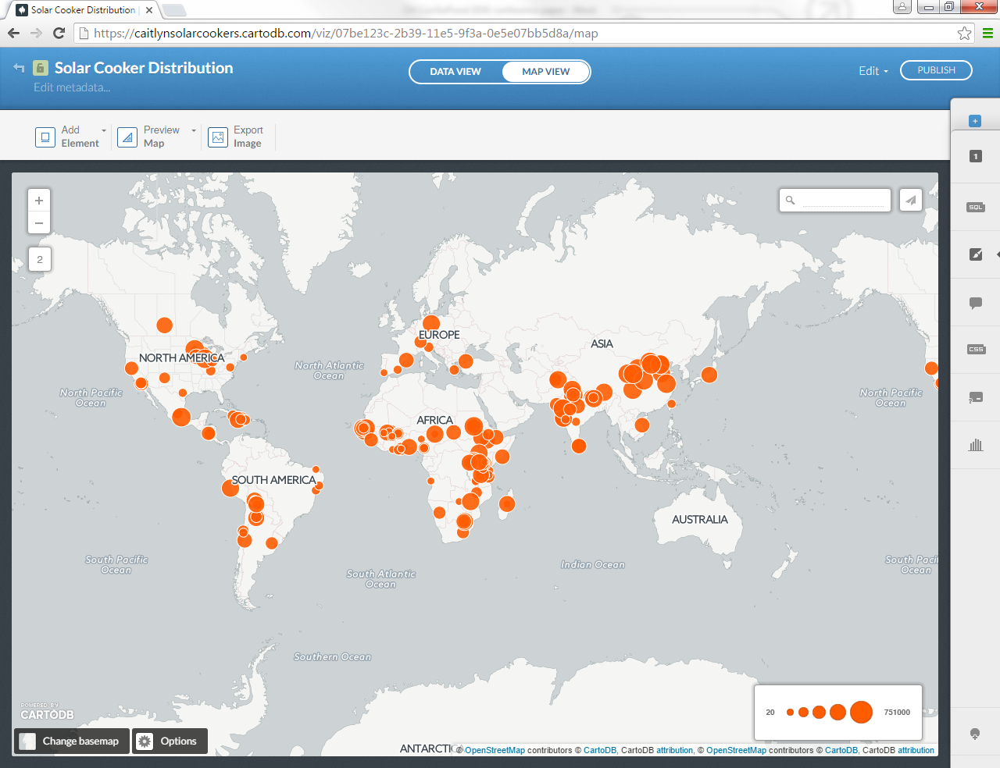 Solar Cooker Distribution |
https://caitlynsolarcookers.cartodb.com/viz/07be123c-2b39-11e5-9f3a-0e5e07bb5d8a/map
Solar Cooker Distribution
Edit metadata...
DATA VIEW
MAP VIEW
Edit
PUBLISH
Add
Element
Preview
Map
Export
Image
+
1
SQL
CSS
+
−
2
NORTH AMERICA
EUROPE
ASIA
AFRICA
SOUTH AMERICA
AUSTRALIA
North Atlantic
Ocean
North Pacific
Ocean
North Pacific
Ocean
South Pacific
Ocean
South Atlantic
Ocean
Indian Ocean
South Paci
Ocean
Southern Ocean
20
751000
POWERED BY
CARTODB
Change basemap
Options
ANTARCTIC
© OpenStreetMap contributors © CartoDB, CartoDB attribution, © OpenStreetMap contributors © CartoDB, CartoDB attribution